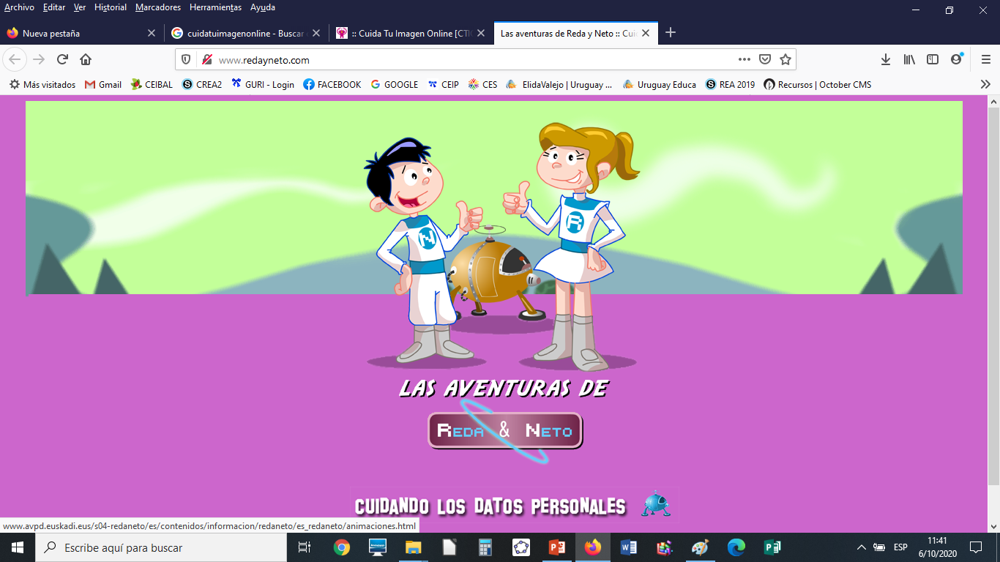 Archivo Editar Ver Historial Marcadores Herramientas Ayuda
Nueva pestaña
cuidatuimagenonline - Buscar
:: Cuida Tu Imagen Online [CTI
Las aventuras de Reda y Neto :: Cui
www.redayneto.com
Más visitados Gmail CEIBAL CREA2 GURI - Login FACEBOOK GOOGLE CEIP CES ElidaValejo | Uruguay ... Uruguay Educa REA 2019 Recursos | October CMS
N
R
LAS AVENTURAS DE
REDA & NETO
CUIDANDO LOS DATOS PERSONALES
www.avpd.euskadi.eus/s04-redaneto/es/contenidos/informacion/redaneto/es_redaneto/animaciones.html
Escribe aquí para buscar
ESP
11:41
6/10/2020